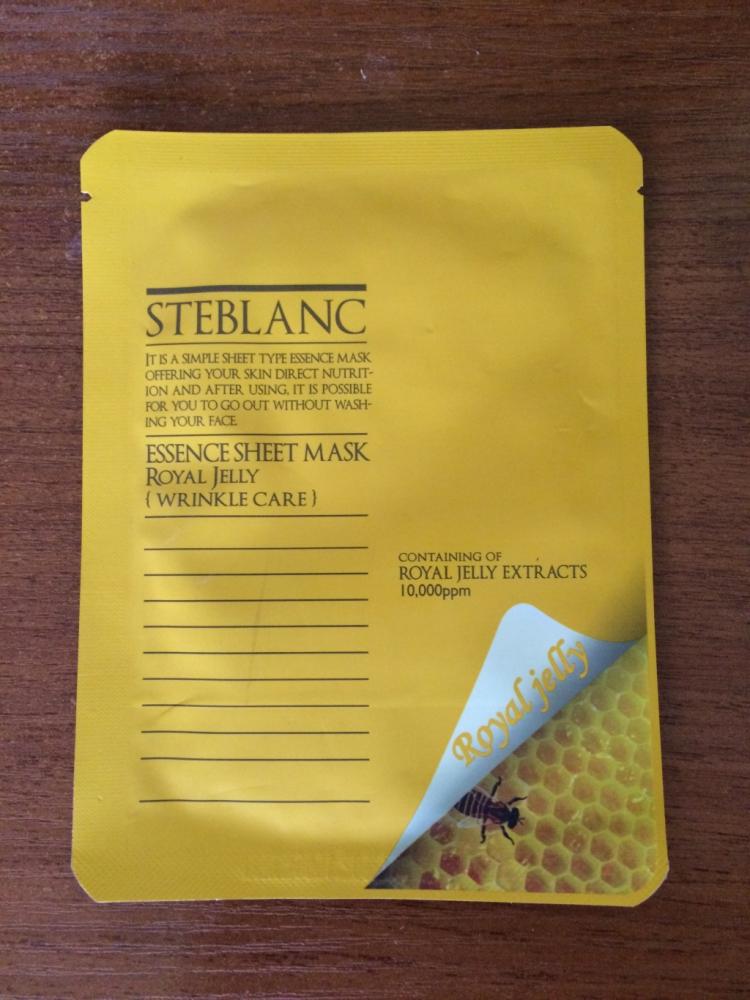 STEBLANC
IT IS A SIMPLE SHEET TYPE ESSENCE MASK
OFFERING YOUR SKIN DIRECT NUTRIT-
ION AND AFTER USING, IT IS POSSIBLE
FOR YOU TO GO OUT WITHOUT WASH-
ING YOUR FACE.
ESSENCE SHEET MASK
ROYAL JELLY
{ WRINKLE CARE }
CONTAINING OF
ROYAL JELLY EXTRACTS
10,000ppm
Royal jelly